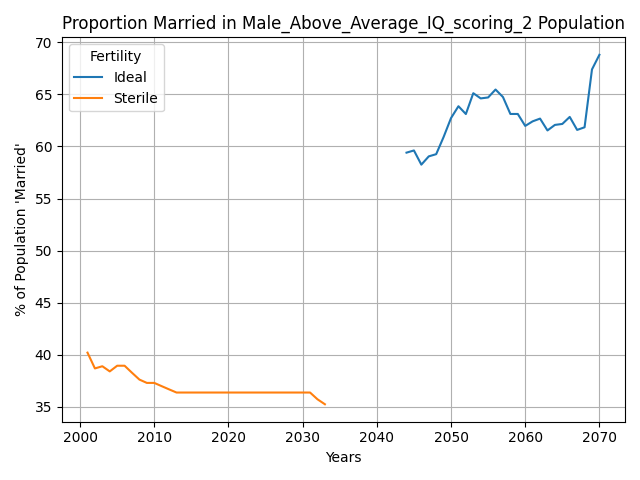 Proportion Married in Male_Above_Average_IQ_scoring_2 Population
Fertility
Ideal
Sterile
% of Population 'Married'
70
65
60
55
50
45
40
35
2000 2010 2020 2030 2040 2050 2060 2070
Years